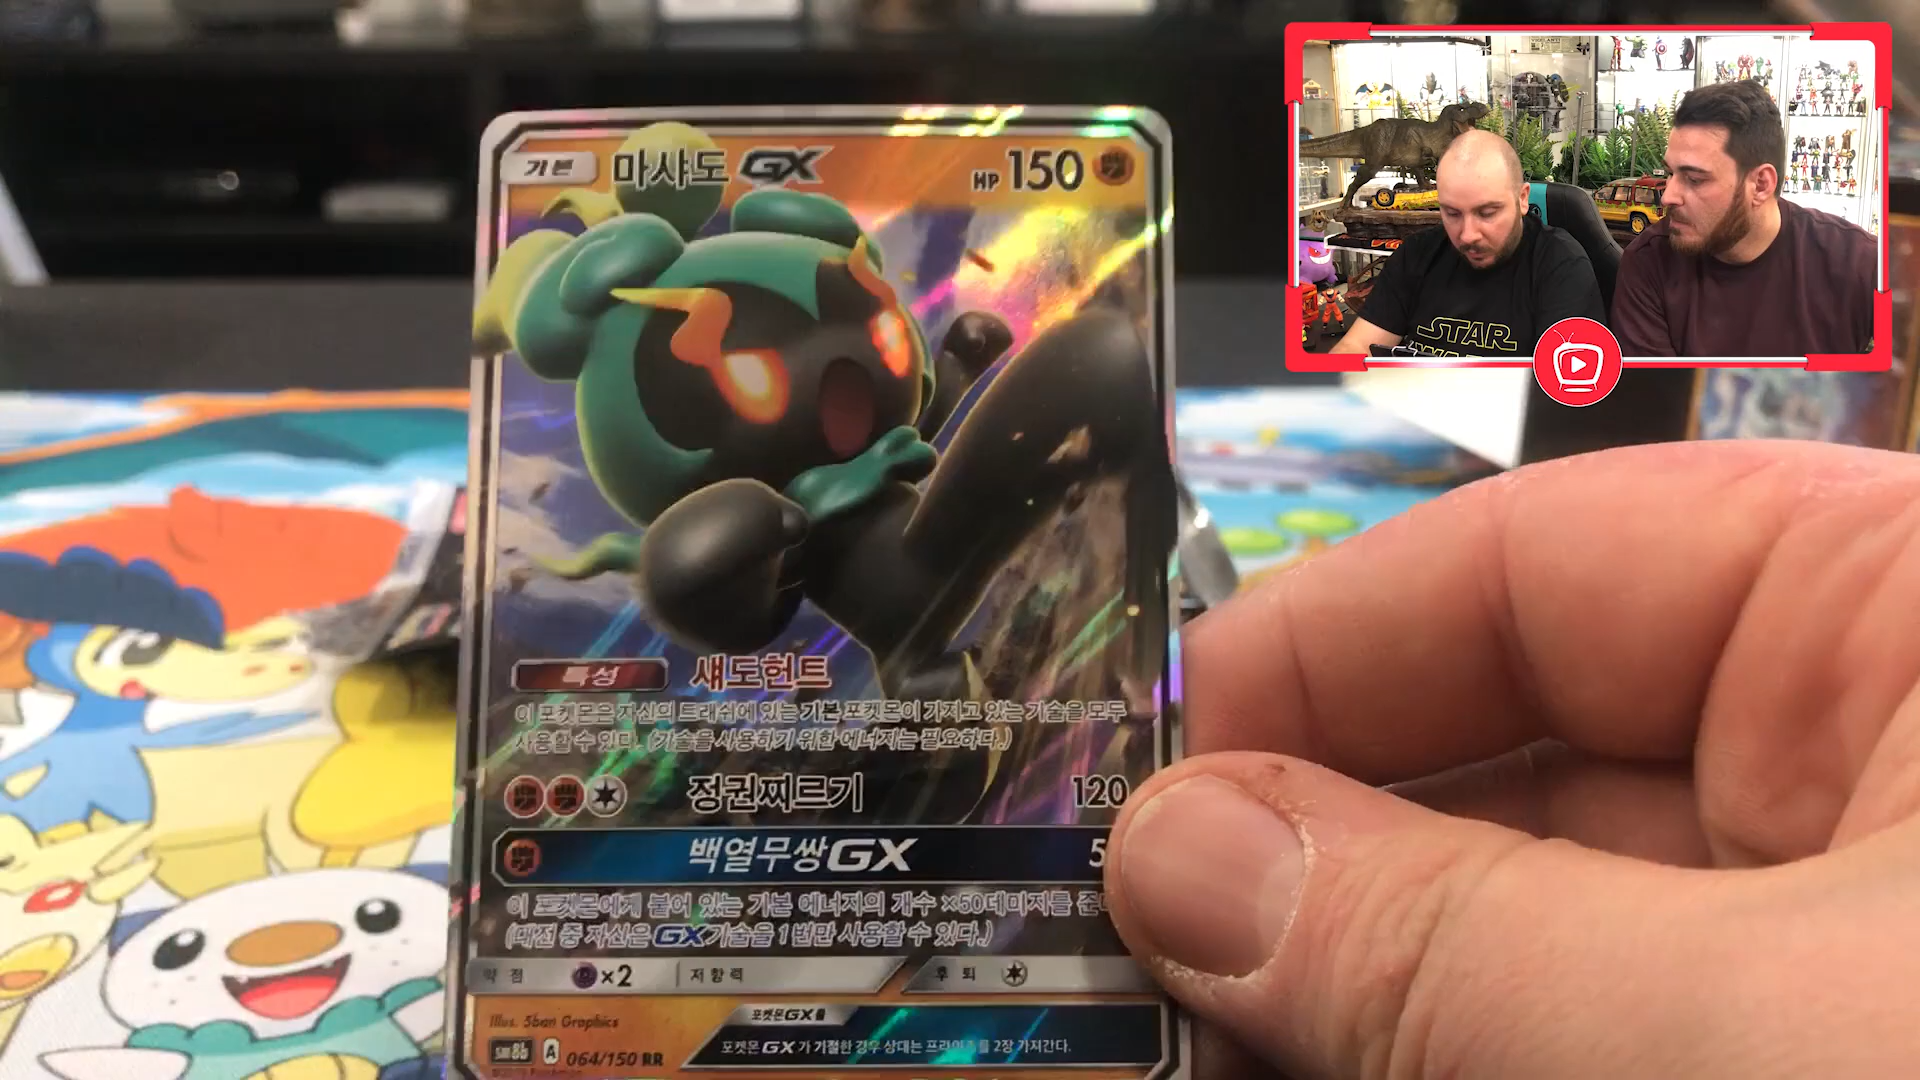 기본 마샤도 GX HP 150
특성 섀도헌트
이 포켓몬은 자신의 트래쉬에 있는 기본 포켓몬이 가지고 있는 기술을 모두
사용할 수 있다. (기술을 사용하기 위한 에너지는 필요하다.)
정권찌르기 120
백열무쌍GX 5
이 포켓몬에게 붙어 있는 기본 에너지의 개수 ×50데미지를 준
(대전 중 자신은 GX기술을 1번만 사용할 수 있다.)
약점 ×2 저항력 후퇴
Illus. 5ban Graphics
포켓몬GX룰
포켓몬GX가 기절한 경우 상대는 프라이즈를 2장 가져간다.
sm8b A 064/150 RR
STAR